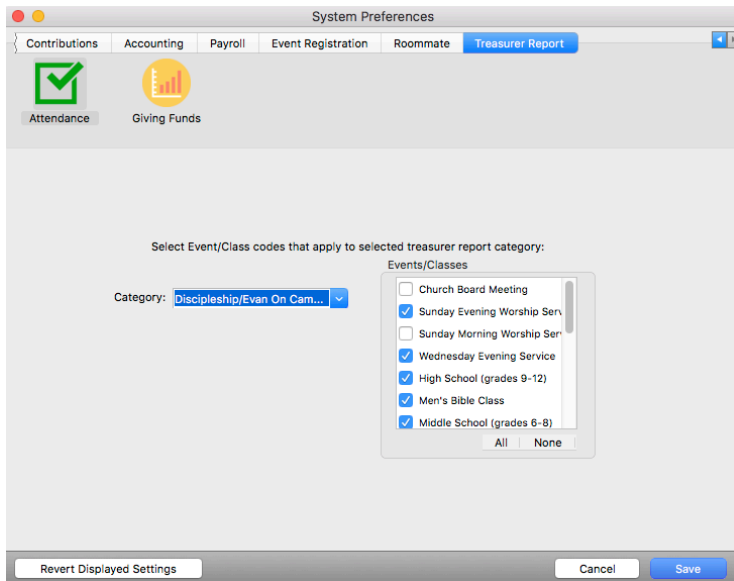 System Preferences
Contributions Accounting Payroll Event Registration Roommate Treasurer Report
Attendance Giving Funds
Select Event/Class codes that apply to selected treasurer report category:
Events/Classes
Category: Discipleship/Evan On Cam...
Church Board Meeting
Sunday Evening Worship Serv
Sunday Morning Worship Serv
Wednesday Evening Service
High School (grades 9-12)
Men's Bible Class
Middle School (grades 6-8)
All None
Revert Displayed Settings Cancel Save